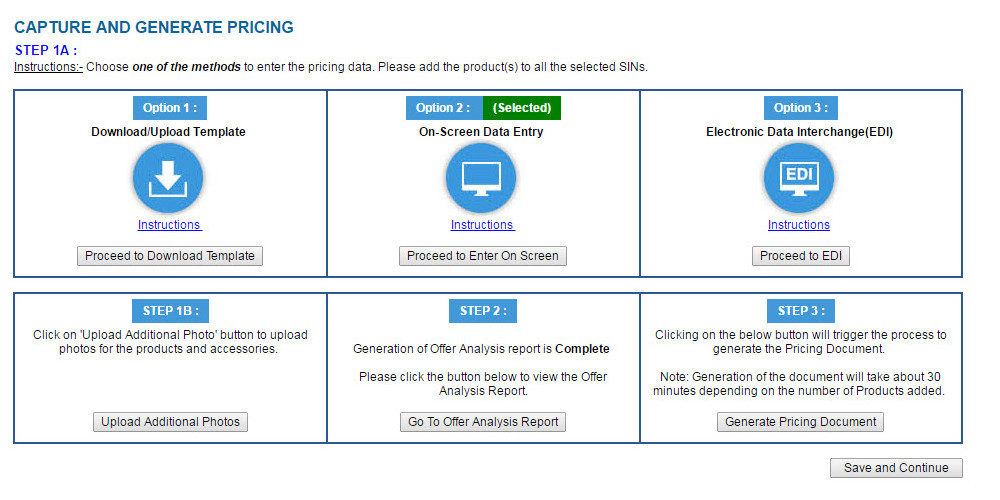 CAPTURE AND GENERATE PRICING
STEP 1A :
Instructions:- Choose one of the methods to enter the pricing data. Please add the product(s) to all the selected SINs.
Option 1 :
Download/Upload Template
Instructions
Proceed to Download Template
Option 2 : (Selected)
On-Screen Data Entry
Instructions
Proceed to Enter On Screen
Option 3 :
Electronic Data Interchange(EDI)
EDI
Instructions
Proceed to EDI
STEP 1B :
Click on 'Upload Additional Photo' button to upload
photos for the products and accessories.
Upload Additional Photos
STEP 2 :
Generation of Offer Analysis report is Complete
Please click the button below to view the Offer
Analysis Report.
Go To Offer Analysis Report
STEP 3 :
Clicking on the below button will trigger the process to
generate the Pricing Document.
Note: Generation of the document will take about 30
minutes depending on the number of Products added.
Generate Pricing Document
Save and Continue